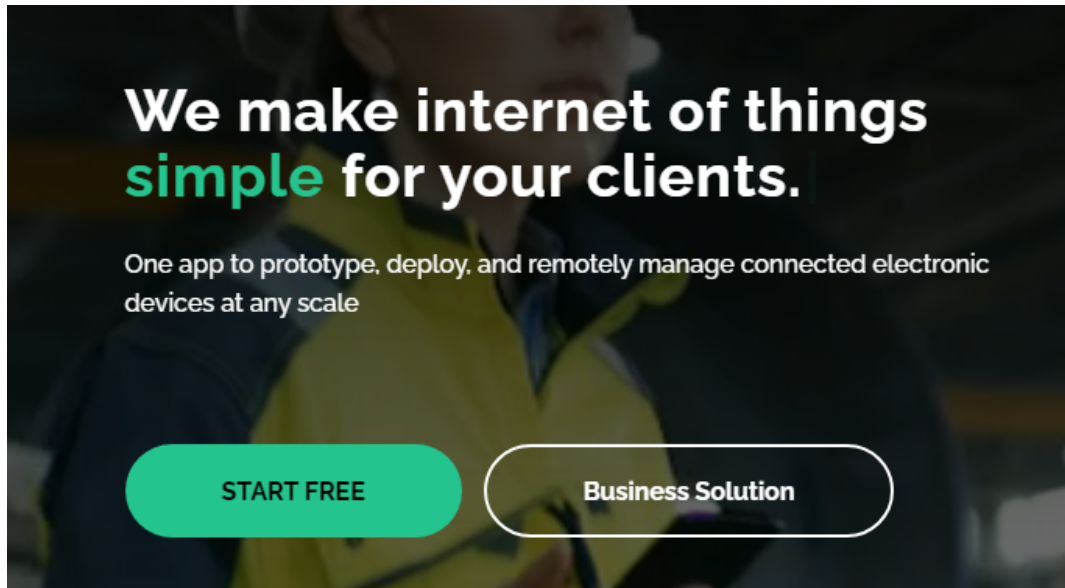 We make internet of things
simple for your clients.
One app to prototype, deploy, and remotely manage connected electronic
devices at any scale
START FREE
Business Solution